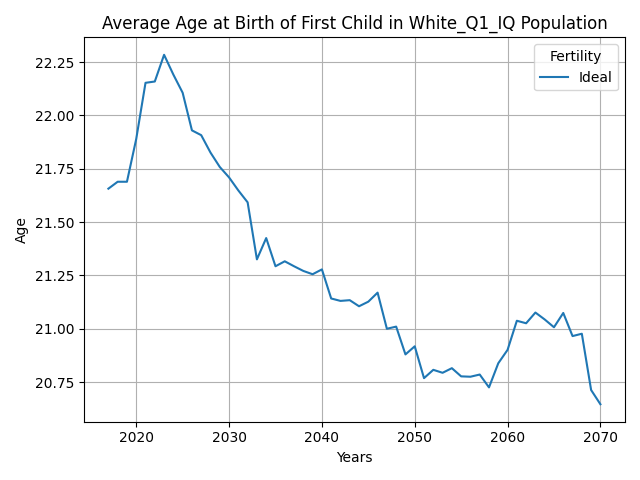 Average Age at Birth of First Child in White_Q1_IQ Population
Fertility
Ideal
22.25
22.00
21.75
21.50
21.25
21.00
20.75
Age
2020 2030 2040 2050 2060 2070
Years